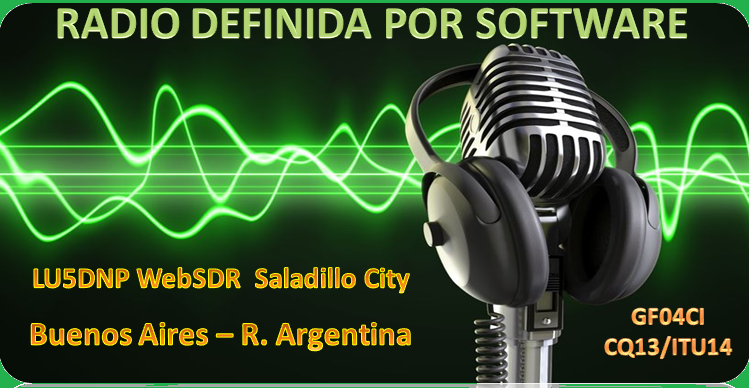 RADIO DEFINIDA POR SOFTWARE
LU5DNP WebSDR Saladillo City
Buenos Aires – R. Argentina
GF04CI
CQ13/ITU14